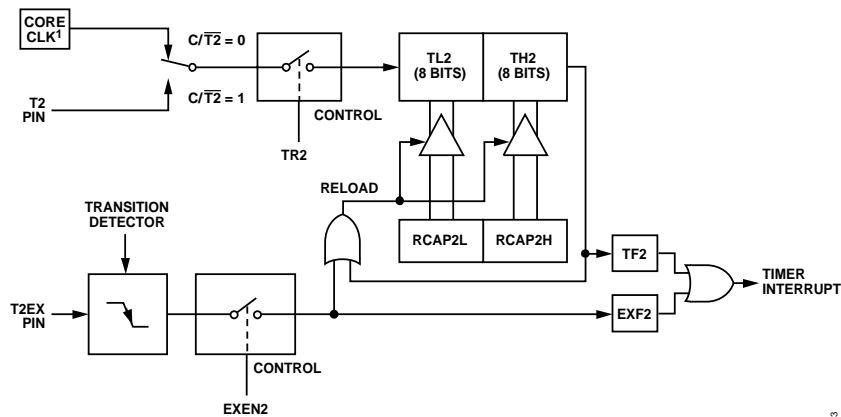 CORE
CLK1
C/T2 = 0
C/T2 = 1
T2
PIN
CONTROL
TR2
TL2
(8 BITS)
TH2
(8 BITS)
RELOAD
RCAP2L
RCAP2H
TRANSITION
DETECTOR
T2EX
PIN
CONTROL
EXEN2
TF2
EXF2
TIMER
INTERRUPT
3